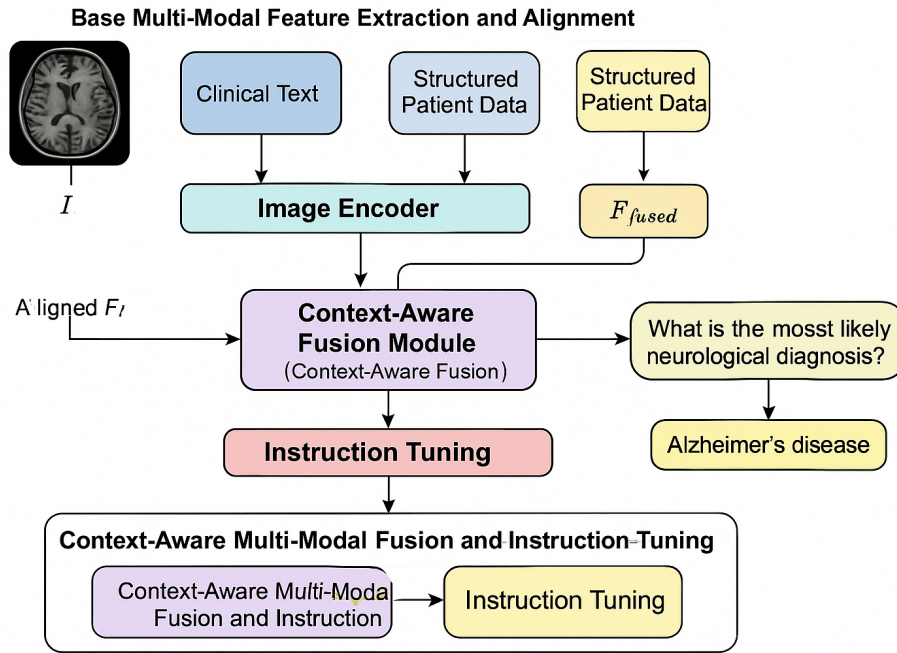 Base Multi-Modal Feature Extraction and Alignment
Clinical Text
Structured
Patient Data
Structured
Patient Data
I
Image Encoder
F fused
Aligned F
Context-Aware
Fusion Module
(Context-Aware Fusion)
What is the mosst likely
neurological diagnosis?
Instruction Tuning
Alzheimer's disease
Context-Aware Multi-Modal Fusion and Instruction-Tuning
Context-Aware Multi-Moda
Fusion and Instruction
Instruction Tuning